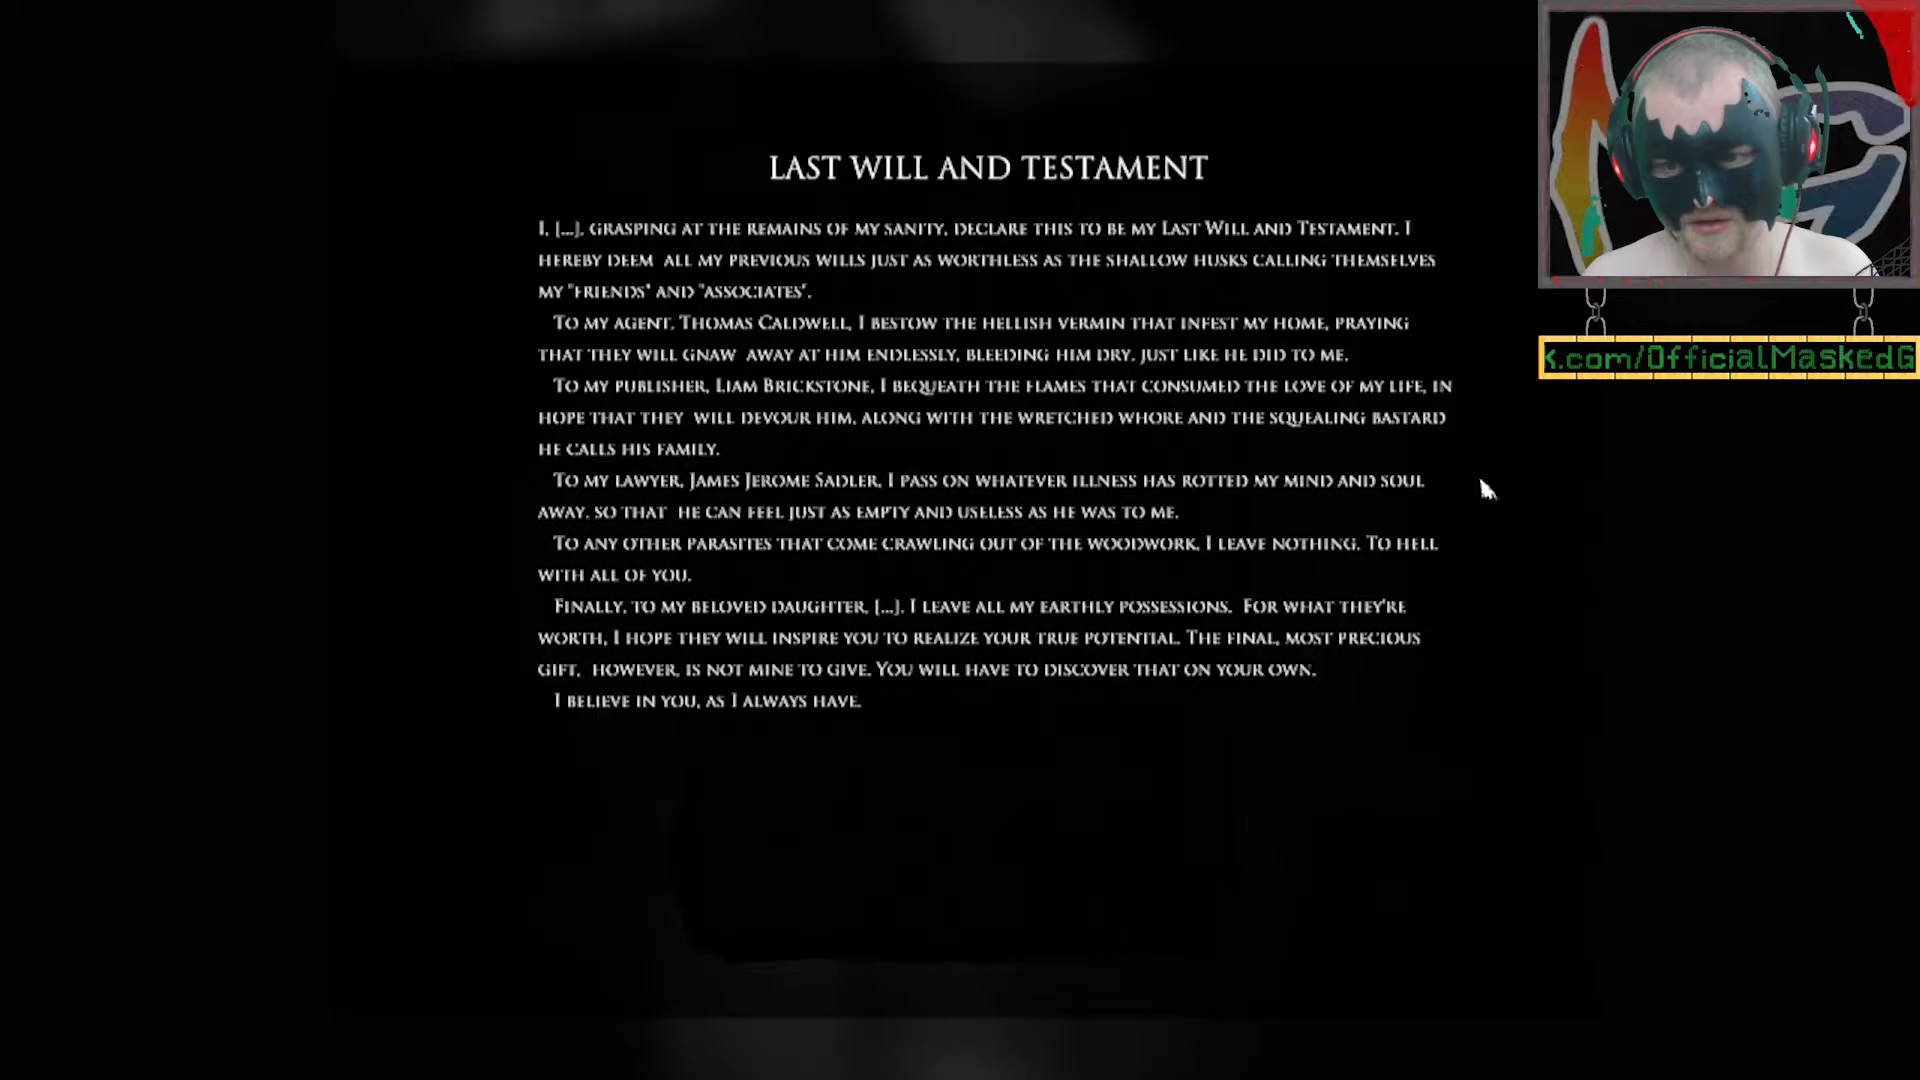 LAST WILL AND TESTAMENT
I, [...], GRASPING AT THE REMAINS OF MY SANITY, DECLARE THIS TO BE MY LAST WILL AND TESTAMENT. I
HEREBY DEEM ALL MY PREVIOUS WILLS JUST AS WORTHLESS AS THE SHALLOW HUSKS CALLING THEMSELVES
MY "FRIENDS" AND "ASSOCIATES".
TO MY AGENT, THOMAS CALDWELL, I BESTOW THE HELLISH VERMIN THAT INFEST MY HOME, PRAYING
THAT THEY WILL GNAW AWAY AT HIM ENDLESSLY, BLEEDING HIM DRY. JUST LIKE HE DID TO ME.
TO MY PUBLISHER, LIAM BRICKSTONE, I BEQUEATH THE FLAMES THAT CONSUMED THE LOVE OF MY LIFE, IN
HOPE THAT THEY WILL DEVOUR HIM, ALONG WITH THE WRETCHED WHORE AND THE SQUEALING BASTARD
HE CALLS HIS FAMILY.
TO MY LAWYER, JAMES JEROME SADLER, I PASS ON WHATEVER ILLNESS HAS ROTTED MY MIND AND SOUL
AWAY. SO THAT HE CAN FEEL JUST AS EMPTY AND USELESS AS HE WAS TO ME.
TO ANY OTHER PARASITES THAT COME CRAWLING OUT OF THE WOODWORK, I LEAVE NOTHING. TO HELL
WITH ALL OF YOU.
FINALLY, TO MY BELOVED DAUGHTER, [...], I LEAVE ALL MY EARTHLY POSSESSIONS. FOR WHAT THEY'RE
WORTH, I HOPE THEY WILL INSPIRE YOU TO REALIZE YOUR TRUE POTENTIAL. THE FINAL, MOST PRECIOUS
GIFT, HOWEVER, IS NOT MINE TO GIVE. YOU WILL HAVE TO DISCOVER THAT ON YOUR OWN.
I BELIEVE IN YOU, AS I ALWAYS HAVE.
k.com/OfficialMaskedG